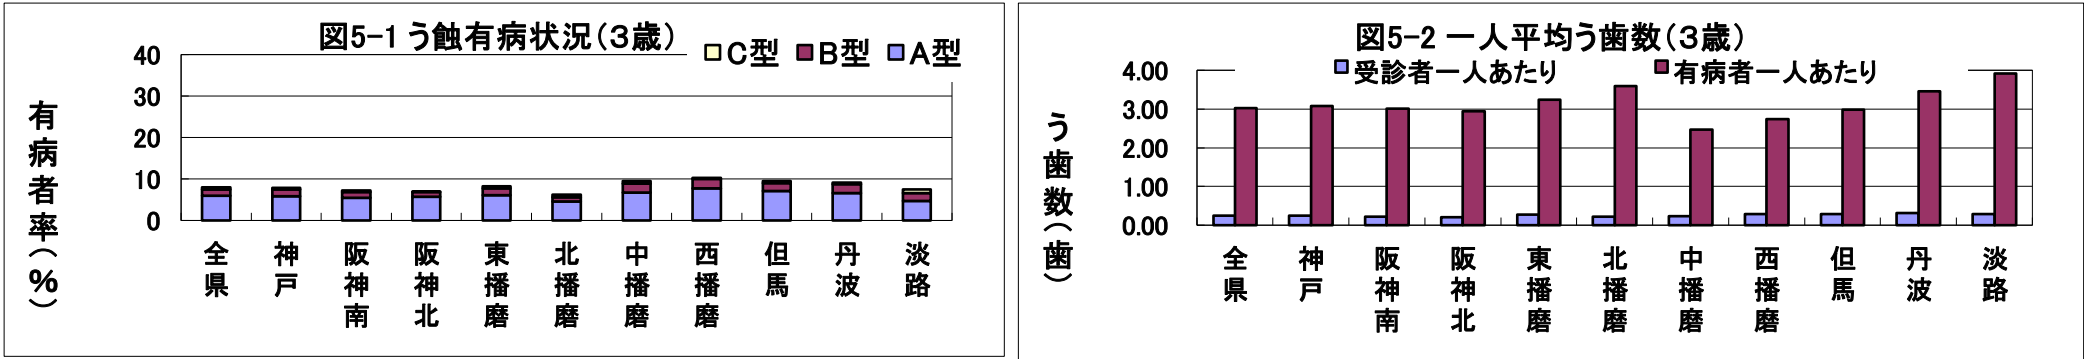 図5-1 う蝕有病状況(3歳)
C型 B型 A型
有病者率(%)
40
30
20
10
0
全県 神戸 阪神南 阪神北 東播磨 北播磨 中播磨 西播磨 但馬 丹波 淡路
図5-2 一人平均う歯数(3歳)
受診者一人あたり 有病者一人あたり
う歯数(歯)
4.00
3.00
2.00
1.00
0.00
全県 神戸 阪神南 阪神北 東播磨 北播磨 中播磨 西播磨 但馬 丹波 淡路